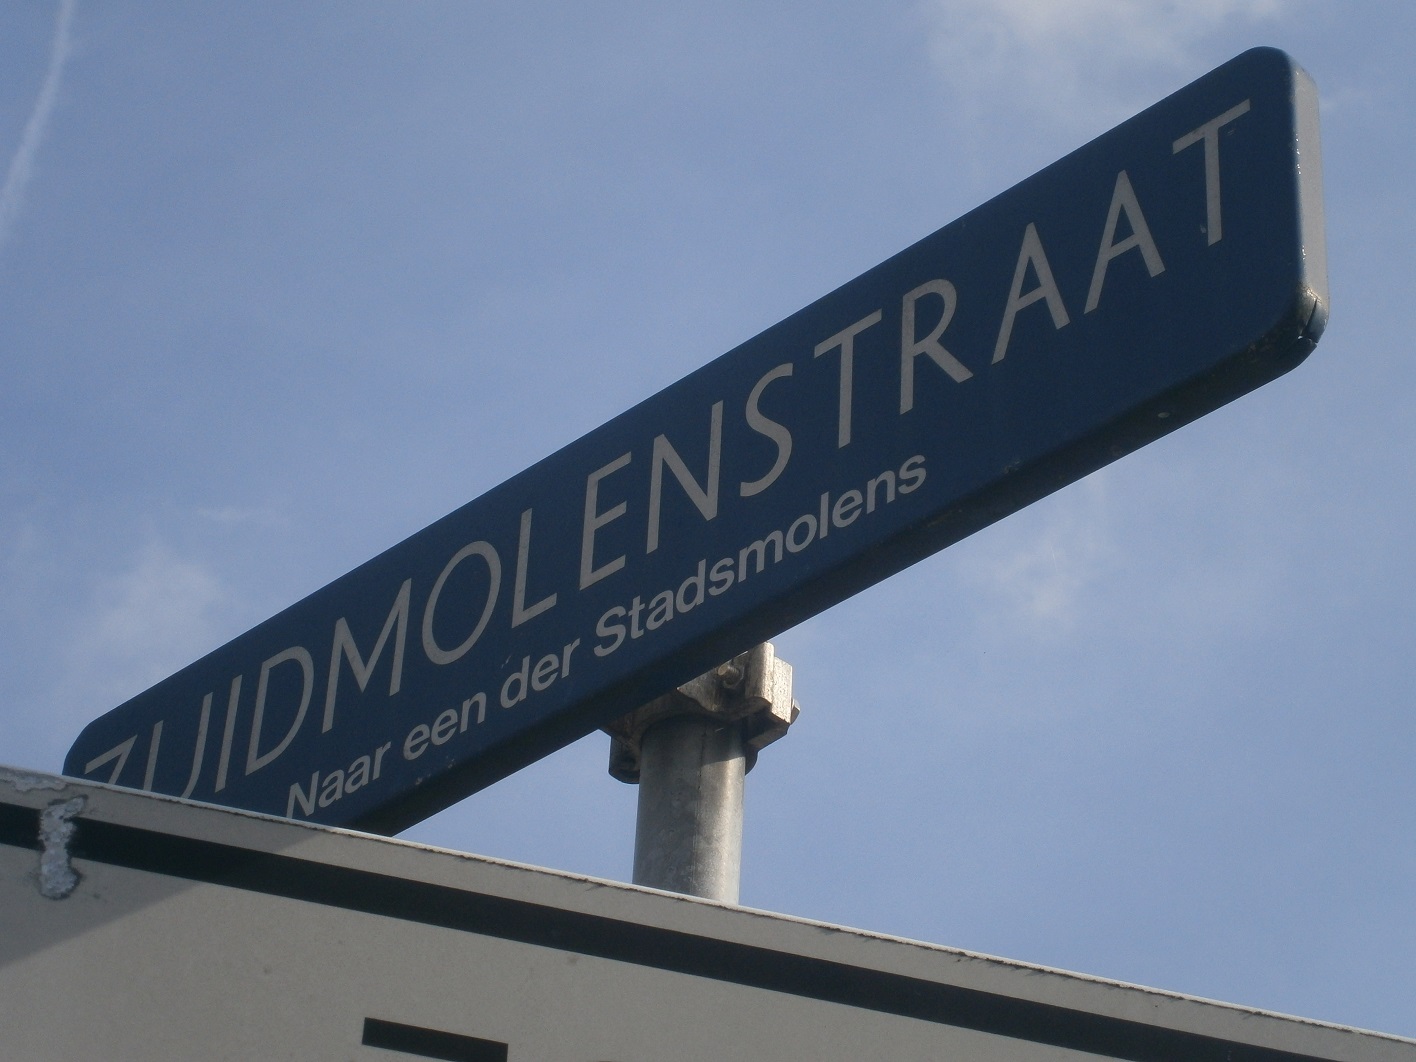 ZUIDMOLENSTRAAT
Naar een der Stadsmolens